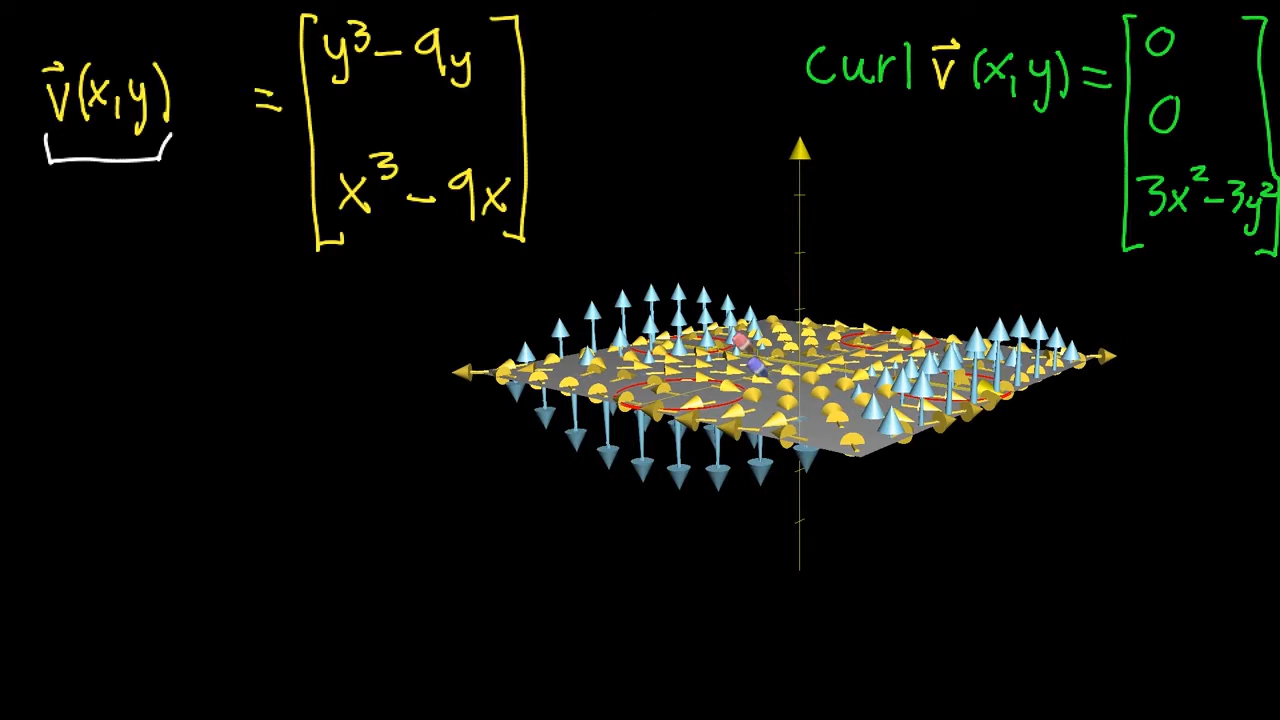 v⃗(x,y) = [ y³ - 9y
x³ - 9x ]
curl v⃗(x,y) = [ 0
0
3x² - 3y² ]